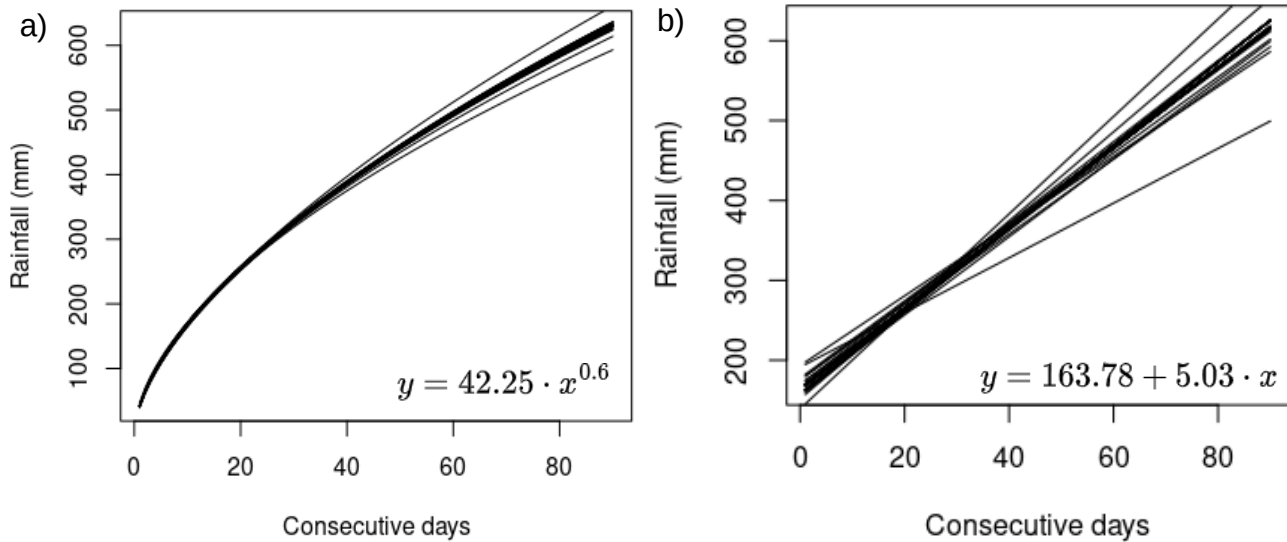 a)
600
500
400
300
200
100
Rainfall (mm)
y = 42.25 · x^0.6
0 20 40 60 80
Consecutive days
b)
600
500
400
300
200
Rainfall (mm)
y = 163.78 + 5.03 · x
0 20 40 60 80
Consecutive days